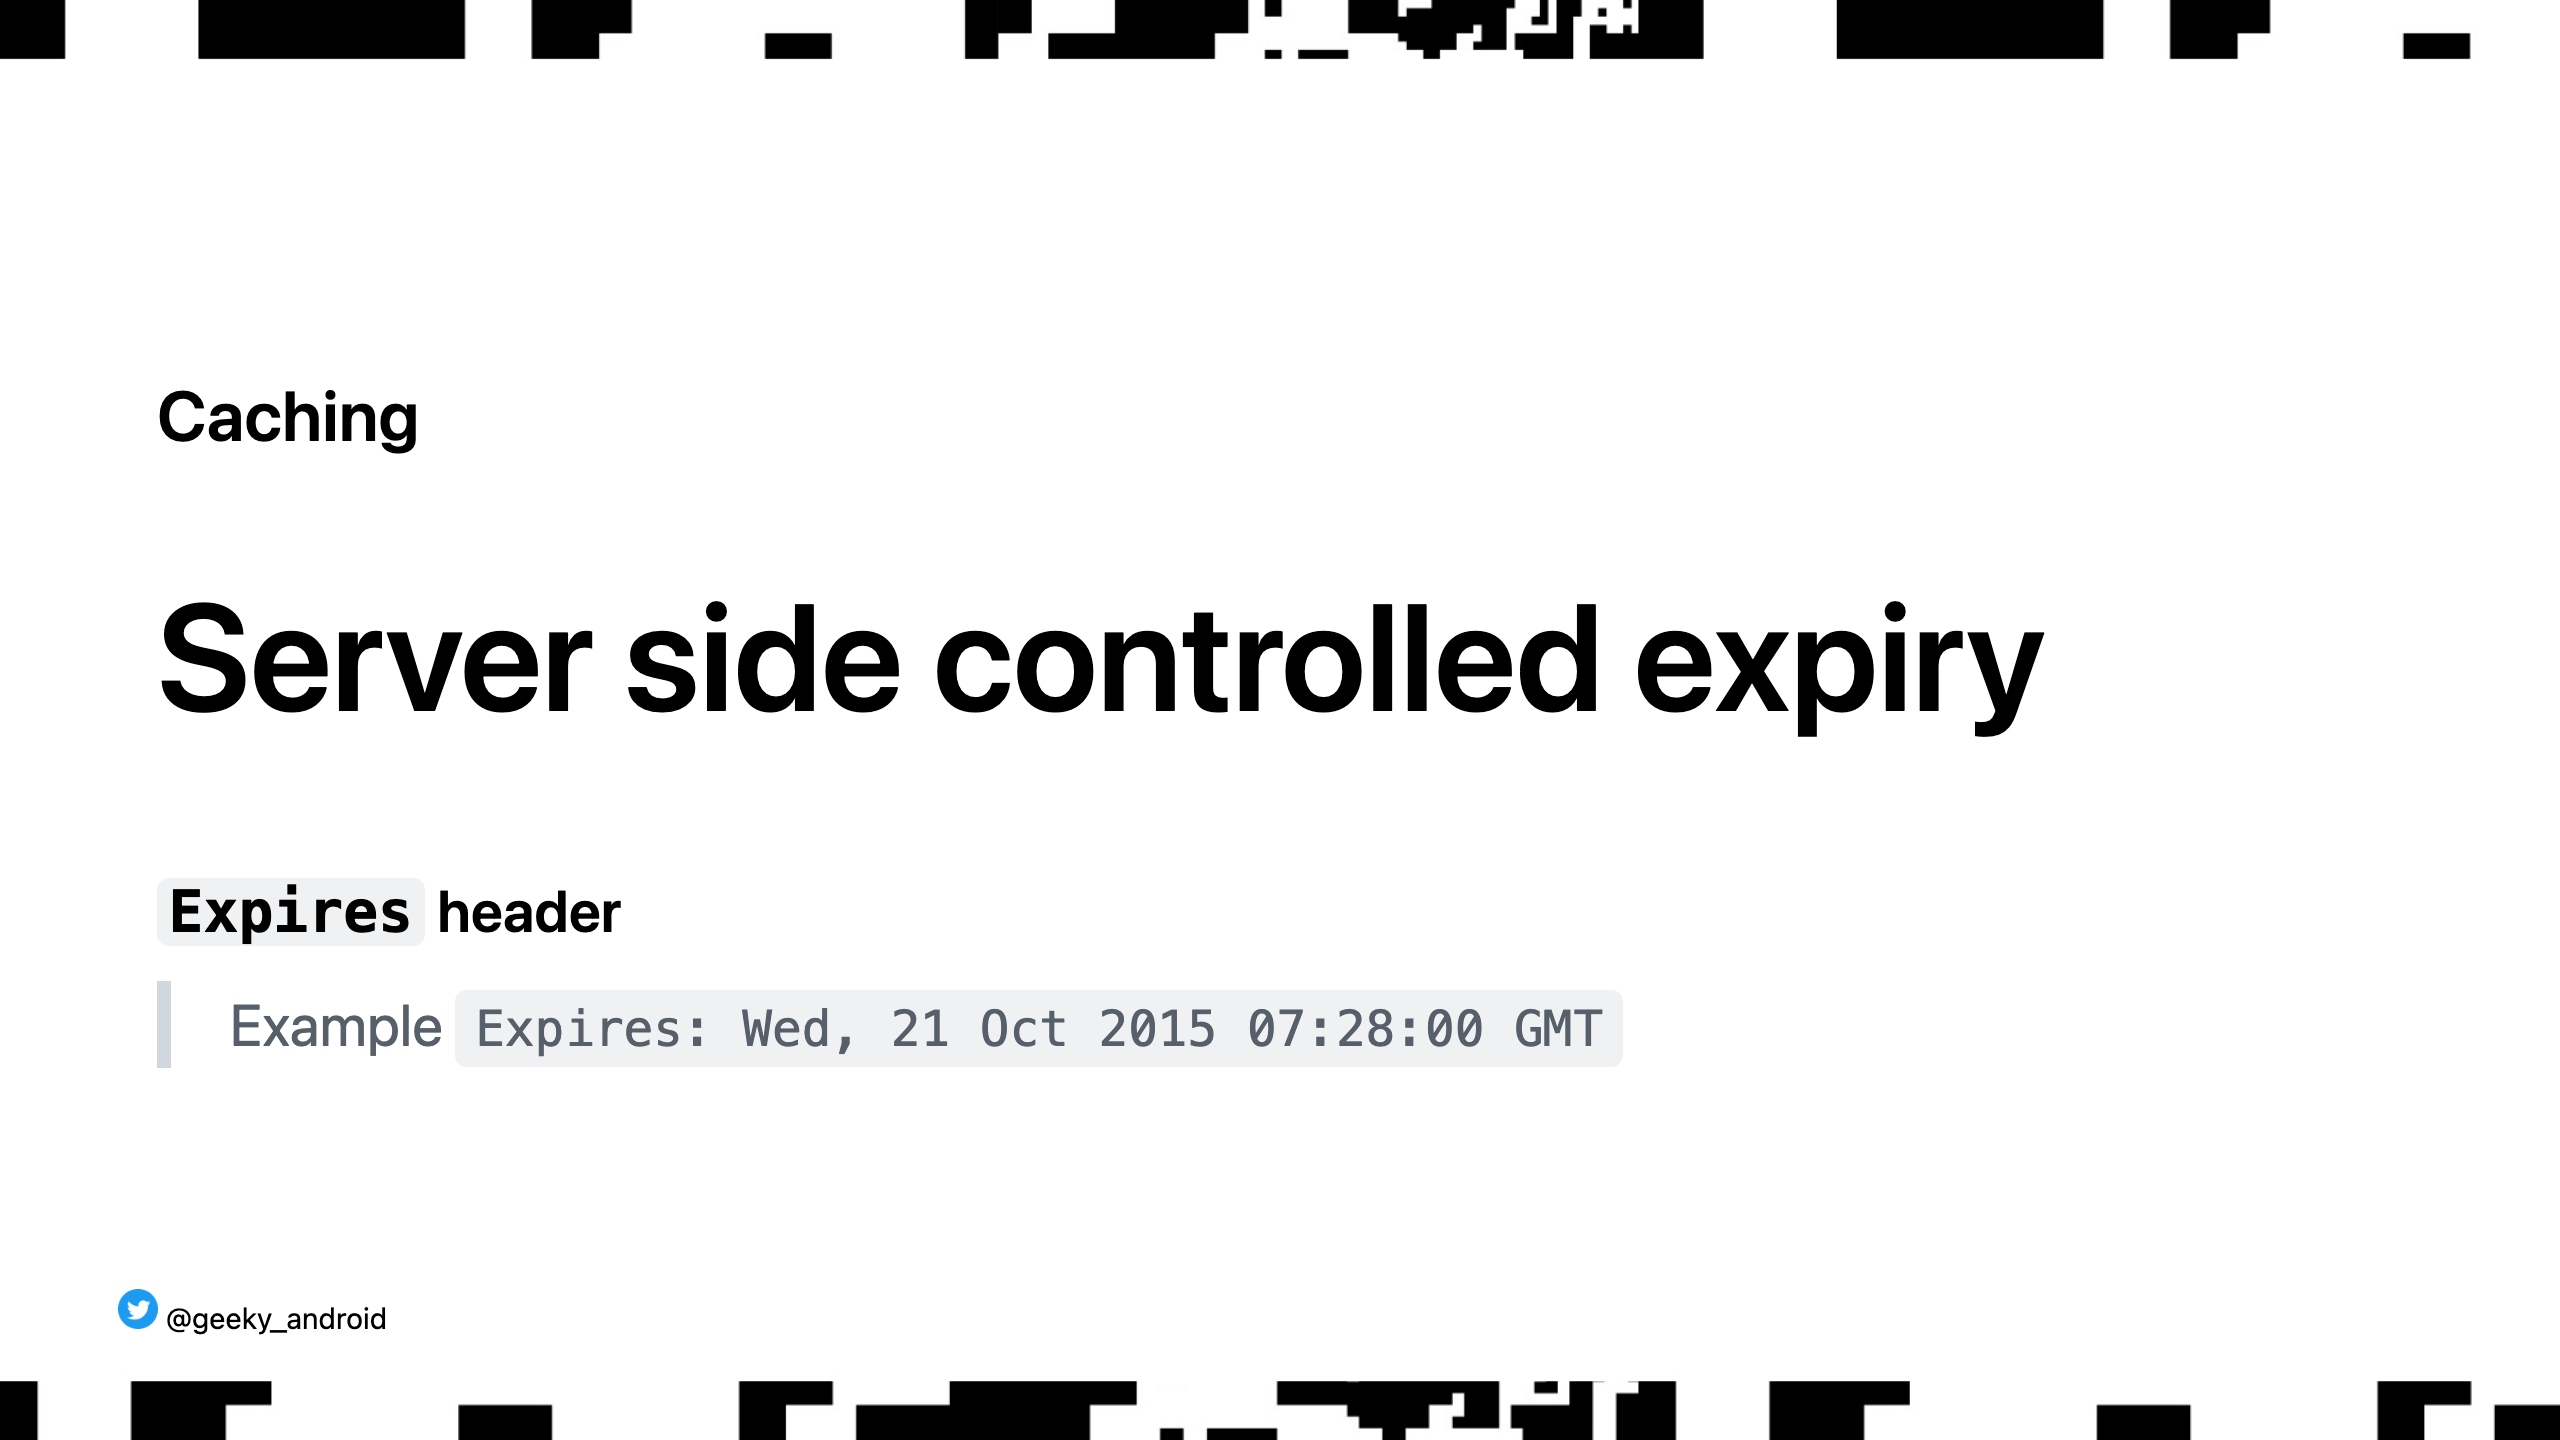 Caching
Server side controlled expiry
Expires header
Example Expires: Wed, 21 Oct 2015 07:28:00 GMT
@geeky_android